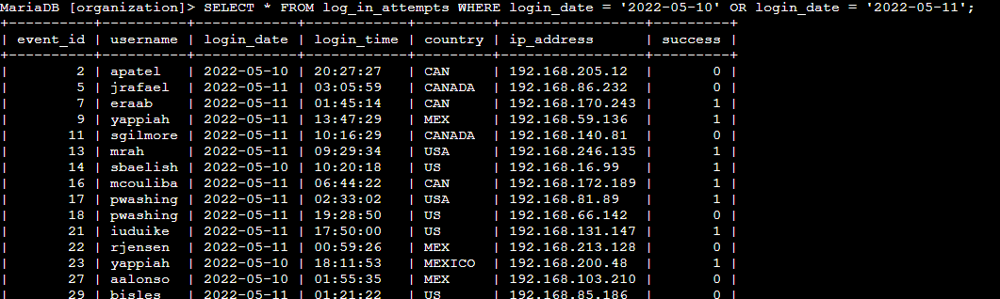 MariaDB [organization]> SELECT * FROM log_in_attempts WHERE login_date = '2022-05-10' OR login_date = '2022-05-11';
+----------+----------+------------+------------+---------+-----------------+---------+
| event_id | username | login_date | login_time | country | ip_address      | success |
+----------+----------+------------+------------+---------+-----------------+---------+
|        2 | apatel   | 2022-05-10 | 20:27:27   | CAN     | 192.168.205.12  |       0 |
|        5 | jrafael  | 2022-05-11 | 03:05:59   | CANADA  | 192.168.86.232  |       0 |
|        7 | eraab    | 2022-05-11 | 01:45:14   | CAN     | 192.168.170.243 |       1 |
|        9 | yappiah  | 2022-05-11 | 13:47:29   | MEX     | 192.168.59.136  |       1 |
|       11 | sgilmore | 2022-05-11 | 10:16:29   | CANADA  | 192.168.140.81  |       0 |
|       13 | mrah     | 2022-05-11 | 09:29:34   | USA     | 192.168.246.135 |       1 |
|       14 | sbaelish | 2022-05-10 | 10:20:18   | US      | 192.168.16.99   |       1 |
|       16 | mcouliba | 2022-05-11 | 06:44:22   | CAN     | 192.168.172.189 |       1 |
|       17 | pwashing | 2022-05-11 | 02:33:02   | USA     | 192.168.81.89   |       1 |
|       18 | pwashing | 2022-05-11 | 19:28:50   | US      | 192.168.66.142  |       0 |
|       21 | iuduike  | 2022-05-11 | 17:50:00   | US      | 192.168.131.147 |       1 |
|       22 | rjensen  | 2022-05-11 | 00:59:26   | MEX     | 192.168.213.128 |       0 |
|       23 | yappiah  | 2022-05-10 | 18:11:53   | MEXICO  | 192.168.200.48  |       1 |
|       27 | aalonso  | 2022-05-10 | 01:55:35   | MEX     | 192.168.103.210 |       0 |
|       29 | bisles   | 2022-05-11 | 01:21:22   | US      | 192.168.85.186  |       0 |